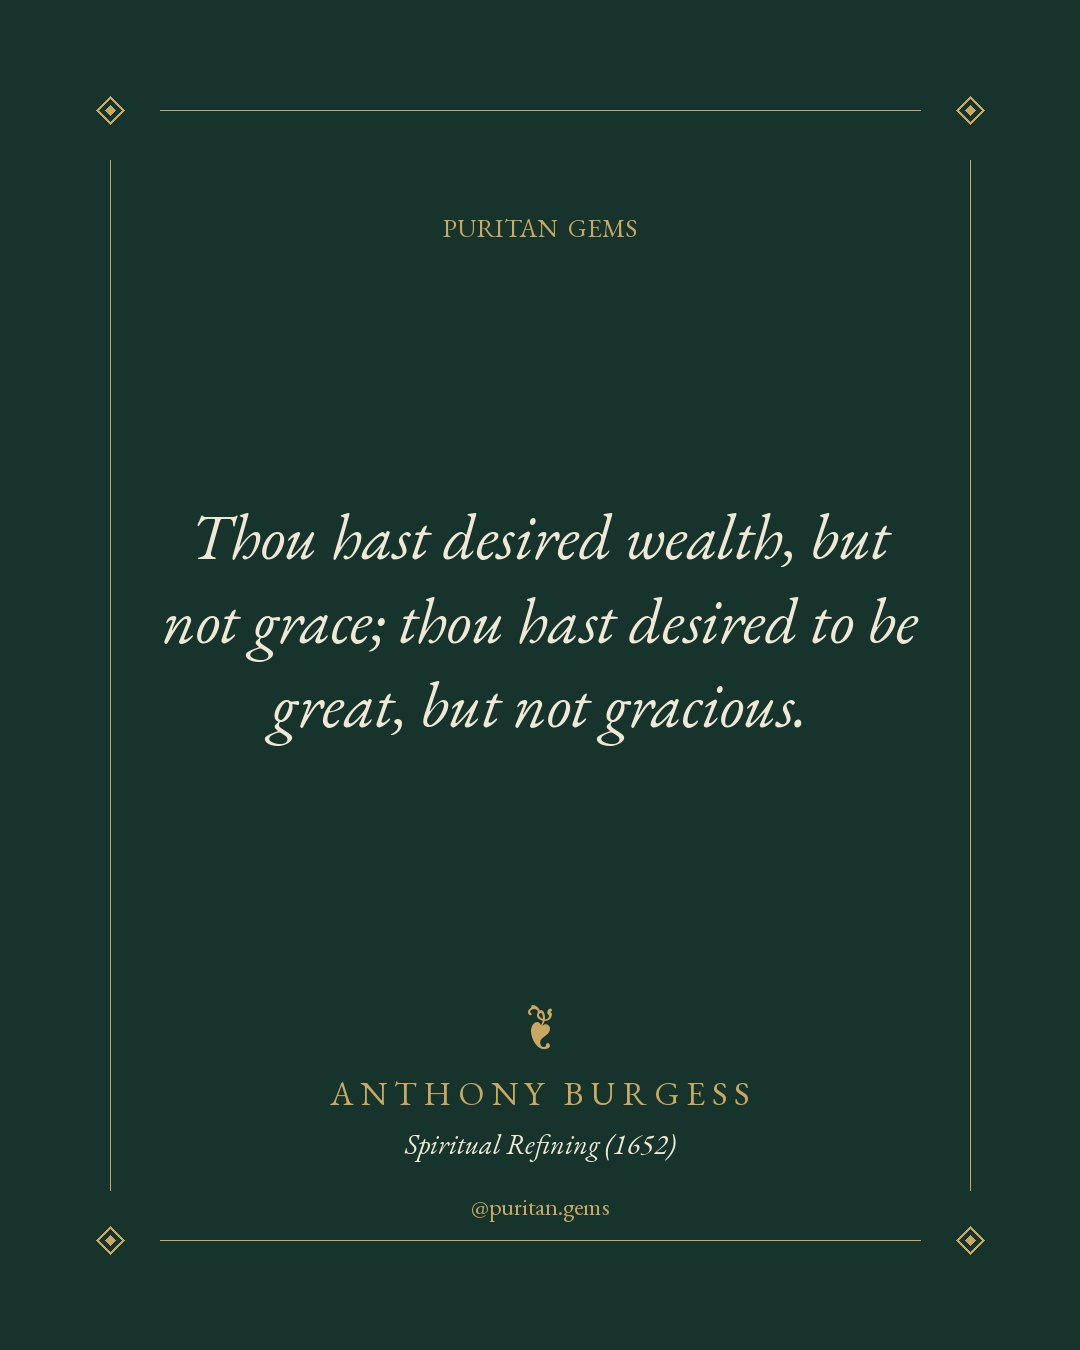 PURITAN GEMS
Thou hast desired wealth, but
not grace; thou hast desired to be
great, but not gracious.
ANTHONY BURGESS
Spiritual Refining (1652)
@puritan.gems